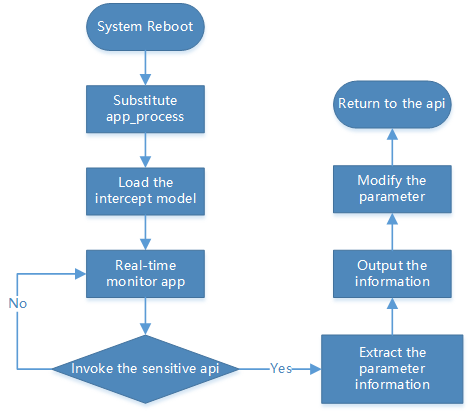 System Reboot
Substitute
app_process
Load the
intercept model
Real-time
monitor app
No
Invoke the sensitive api
Yes
Extract the
parameter
information
Output the
information
Modify the
parameter
Return to the api